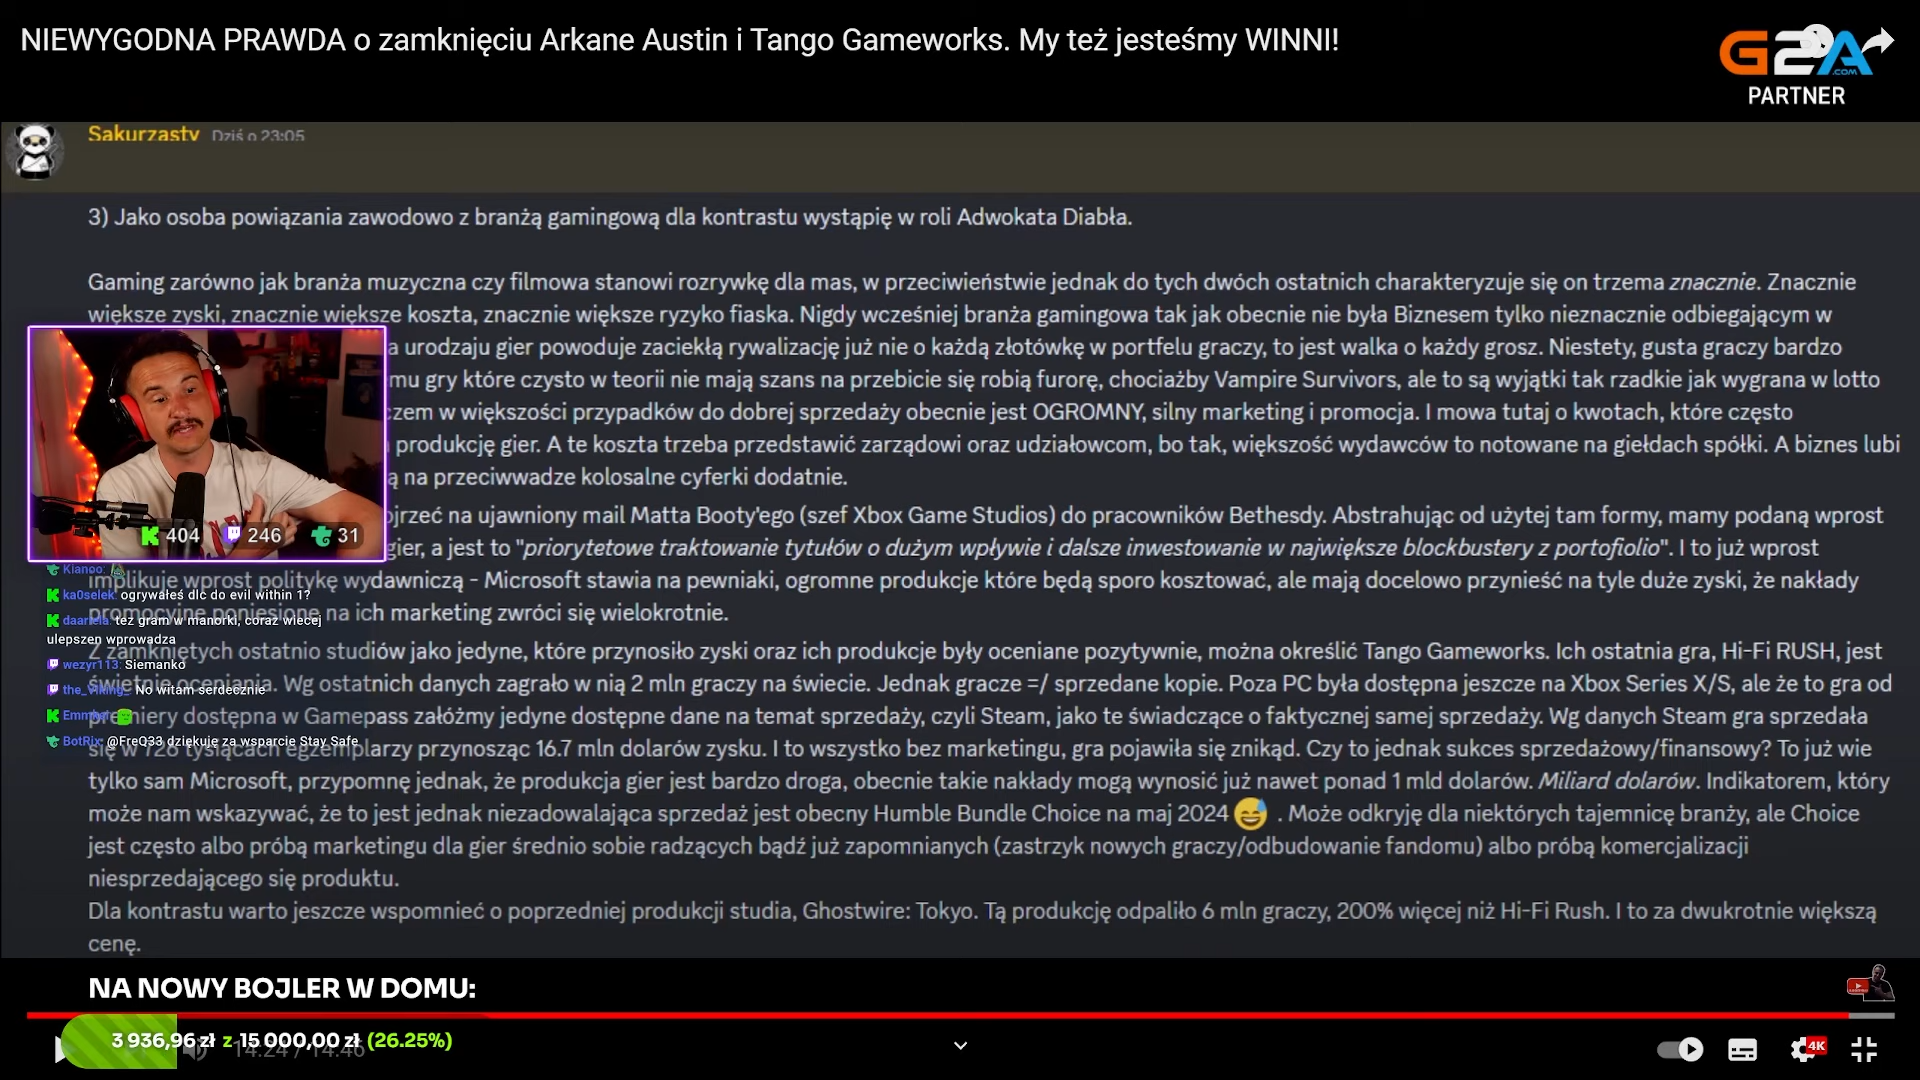 NIEWYGODNA PRAWDA o zamknięciu Arkane Austin i Tango Gameworks. My też jesteśmy WINNI!
G2A
.COM
PARTNER
Sakurzasty Dziś o 23:05
3) Jako osoba powiązania zawodowo z branżą gamingową dla kontrastu wystąpię w roli Adwokata Diabła.
Gaming zarówno jak branża muzyczna czy filmowa stanowi rozrywkę dla mas, w przeciwieństwie jednak do tych dwóch ostatnich charakteryzuje się on trzema znacznie. Znacznie
większe zyski, znacznie większe koszta, znacznie większe ryzyko fiaska. Nigdy wcześniej branża gamingowa tak jak obecnie nie była Biznesem tylko nieznacznie odbiegającym w
a urodzaju gier powoduje zaciekłą rywalizację już nie o każdą złotówkę w portfelu graczy, to jest walka o każdy grosz. Niestety, gusta graczy bardzo
mu gry które czysto w teorii nie mają szans na przebicie się robią furorę, chociażby Vampire Survivors, ale to są wyjątki tak rzadkie jak wygrana w lotto
czem w większości przypadków do dobrej sprzedaży obecnie jest OGROMNY, silny marketing i promocja. I mowa tutaj o kwotach, które często
produkcję gier. A te koszta trzeba przedstawić zarządowi oraz udziałowcom, bo tak, większość wydawców to notowane na giełdach spółki. A biznes lubi
ą na przeciwwadze kolosalne cyferki dodatnie.
ojrzeć na ujawniony mail Matta Booty'ego (szef Xbox Game Studios) do pracowników Bethesdy. Abstrahując od użytej tam formy, mamy podaną wprost
gier, a jest to "priorytetowe traktowanie tytułów o dużym wpływie i dalsze inwestowanie w największe blockbustery z portofiolio". I to już wprost
implikuje wprost politykę wydawniczą - Microsoft stawia na pewniaki, ogromne produkcje które będą sporo kosztować, ale mają docelowo przynieść na tyle duże zyski, że nakłady
promocyjne poniesione na ich marketing zwróci się wielokrotnie.
Z zamkniętych ostatnio studiów jako jedyne, które przynosiło zyski oraz ich produkcje były oceniane pozytywnie, można określić Tango Gameworks. Ich ostatnia gra, Hi-Fi RUSH, jest
świetnie oceniania. Wg ostatnich danych zagrało w nią 2 mln graczy na świecie. Jednak gracze =/ sprzedane kopie. Poza PC była dostępna jeszcze na Xbox Series X/S, ale że to gra od
premiery dostępna w Gamepass załóżmy jedyne dostępne dane na temat sprzedaży, czyli Steam, jako te świadczące o faktycznej samej sprzedaży. Wg danych Steam gra sprzedała
się w 726 tysiącach egzemplarzy przynosząc 16.7 mln dolarów zysku. I to wszystko bez marketingu, gra pojawiła się znikąd. Czy to jednak sukces sprzedażowy/finansowy? To już wie
tylko sam Microsoft, przypomnę jednak, że produkcja gier jest bardzo droga, obecnie takie nakłady mogą wynosić już nawet ponad 1 mld dolarów. Miliard dolarów. Indikatorem, który
może nam wskazywać, że to jest jednak niezadowalająca sprzedaż jest obecny Humble Bundle Choice na maj 2024 . Może odkryję dla niektórych tajemnicę branży, ale Choice
jest często albo próbą marketingu dla gier średnio sobie radzących bądź już zapomnianych (zastrzyk nowych graczy/odbudowanie fandomu) albo próbą komercjalizacji
niesprzedającego się produktu.
Dla kontrastu warto jeszcze wspomnieć o poprzedniej produkcji studia, Ghostwire: Tokyo. Tą produkcję odpaliło 6 mln graczy, 200% więcej niż Hi-Fi Rush. I to za dwukrotnie większą
cenę.
404 246 31
Kianoo:
ka0selek: ogrywałeś dlc do evil within 1?
też gram w manorki, coraz wiecej
ulepszen wprowadza
wezyr113: Siemanko
No witam serdecznie
BotRix: @FreQ33 dziękuję za wsparcie Stay Safe
NA NOWY BOJLER W DOMU:
3 936,96 zł z 15 000,00 zł (26.25%)
14:24 / 14:46
4K